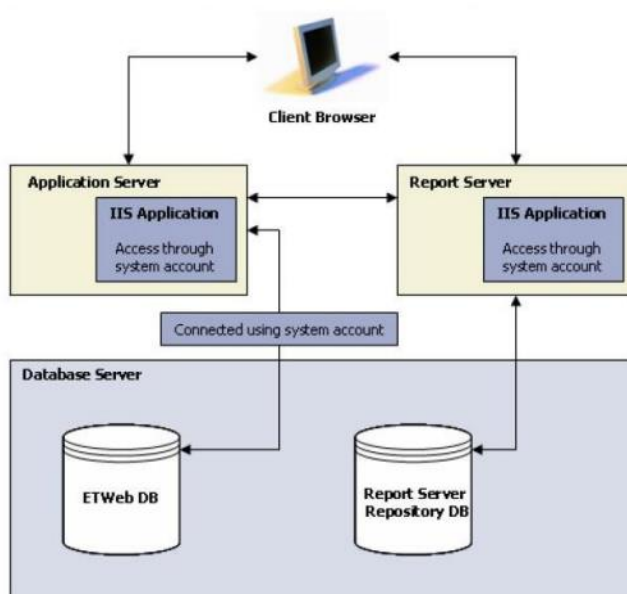 Client Browser
Application Server
IIS Application
Access through
system account
Report Server
IIS Application
Access through
system account
Connected using system account
Database Server
ETWeb DB
Report Server
Repository DB